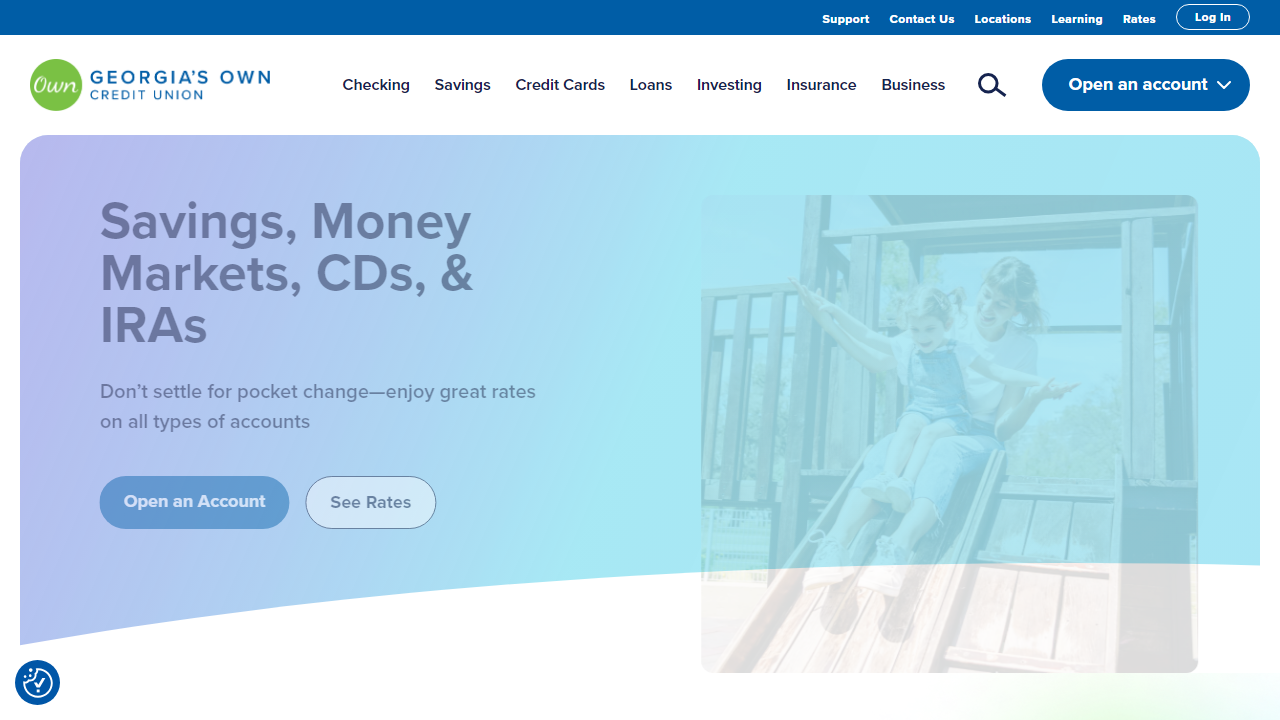 Support Contact Us Locations Learning Rates Log In
Own GEORGIA'S OWN
CREDIT UNION
Checking Savings Credit Cards Loans Investing Insurance Business Open an account
Savings, Money
Markets, CDs, &
IRAs
Don’t settle for pocket change—enjoy great rates
on all types of accounts
Open an Account See Rates